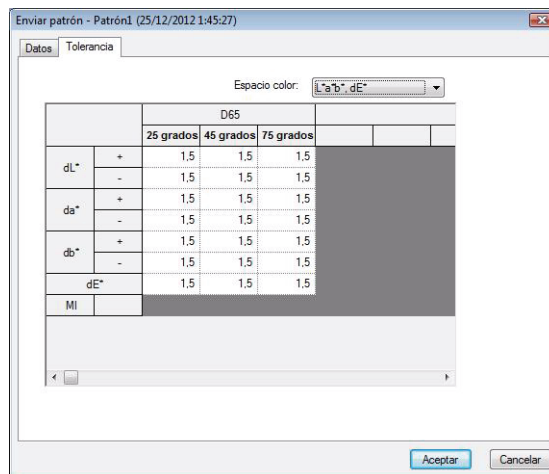 Enviar patrón - Patrón1 (25/12/2012 1:45:27)
Datos Tolerancia
Espacio color: L*a*b*, dE*
D65
25 grados 45 grados 75 grados
dL* + 1,5 1,5 1,5
- 1,5 1,5 1,5
da* + 1,5 1,5 1,5
- 1,5 1,5 1,5
db* + 1,5 1,5 1,5
- 1,5 1,5 1,5
dE* 1,5 1,5 1,5
MI
Aceptar Cancelar